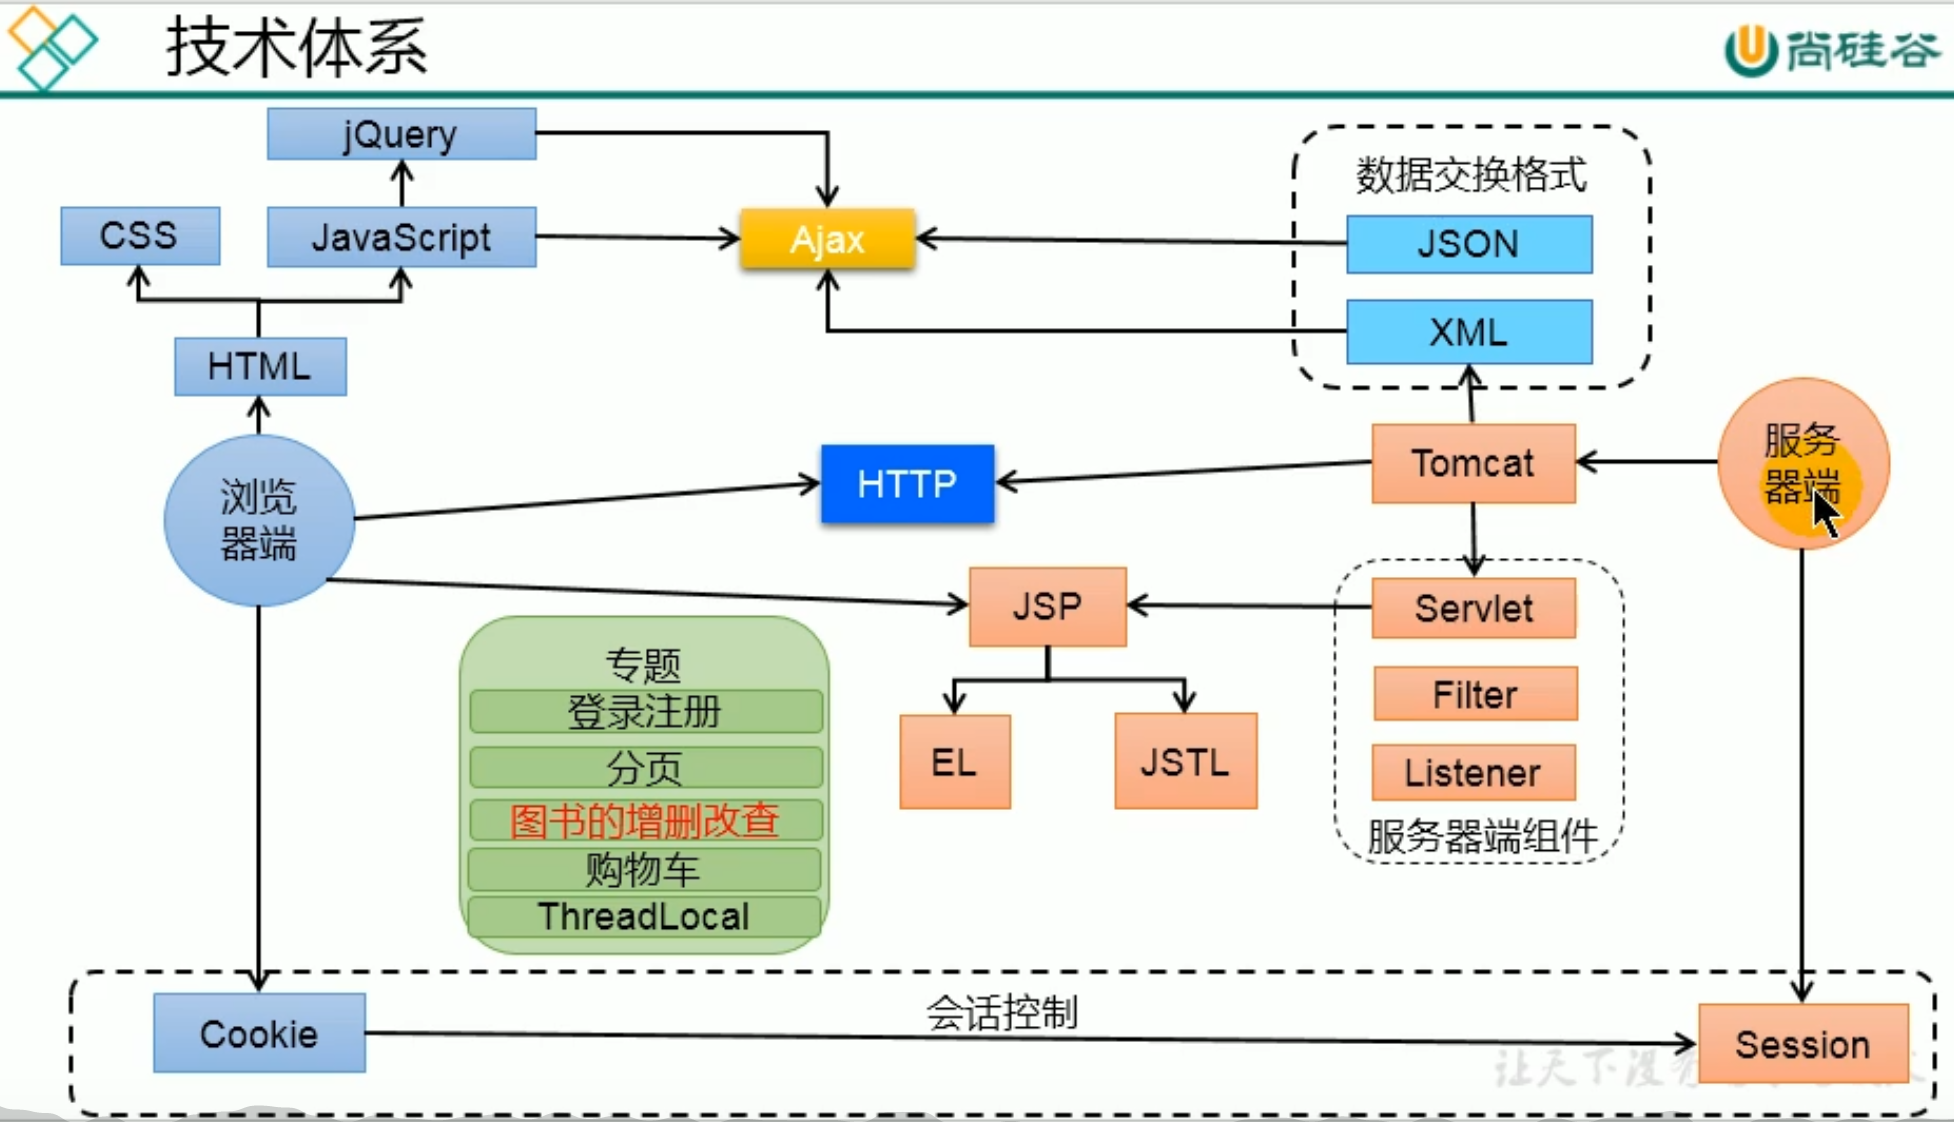 技术体系
尚硅谷
jQuery
数据交换格式
CSS
JavaScript
Ajax
JSON
XML
HTML
服务
器端
Tomcat
HTTP
浏览
器端
JSP
Servlet
专题
登录注册
Filter
分页
EL
JSTL
Listener
图书的增删改查
服务器端组件
购物车
ThreadLocal
会话控制
Cookie
Session
让天下没有